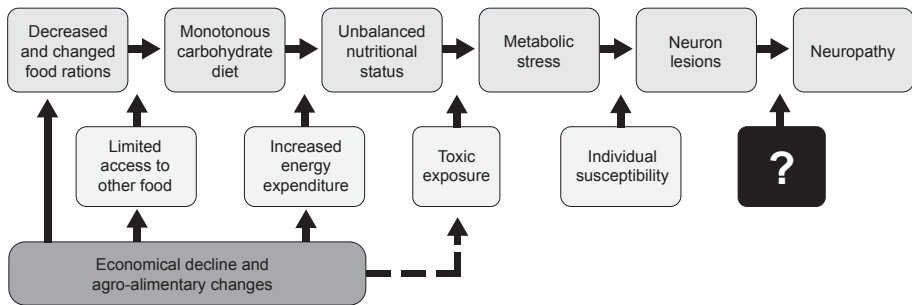 Decreased
and changed
food rations
Monotonous
carbohydrate
diet
Unbalanced
nutritional
status
Metabolic
stress
Neuron
lesions
Neuropathy
Limited
access to
other food
Increased
energy
expenditure
Toxic
exposure
Individual
susceptibility
?
Economical decline and
agro-alimentary changes